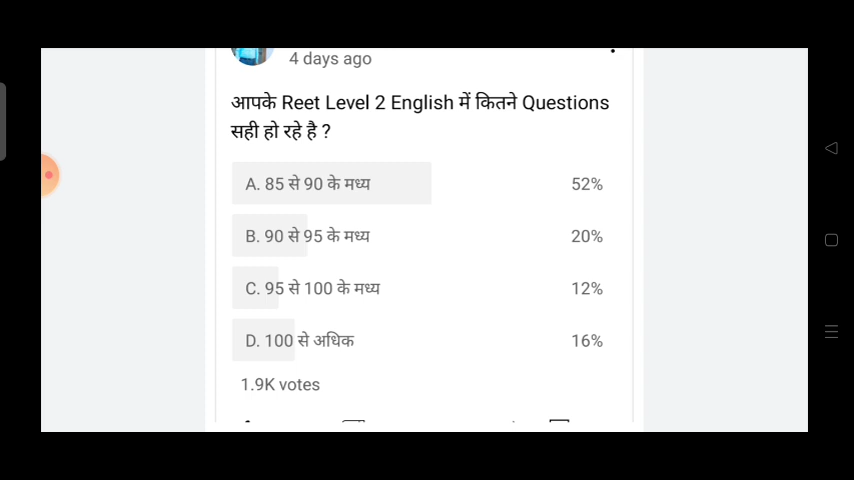 4 days ago
आपके Reet Level 2 English में कितने Questions
सही हो रहे है ?
A. 85 से 90 के मध्य 52%
B. 90 से 95 के मध्य 20%
C. 95 से 100 के मध्य 12%
D. 100 से अधिक 16%
1.9K votes